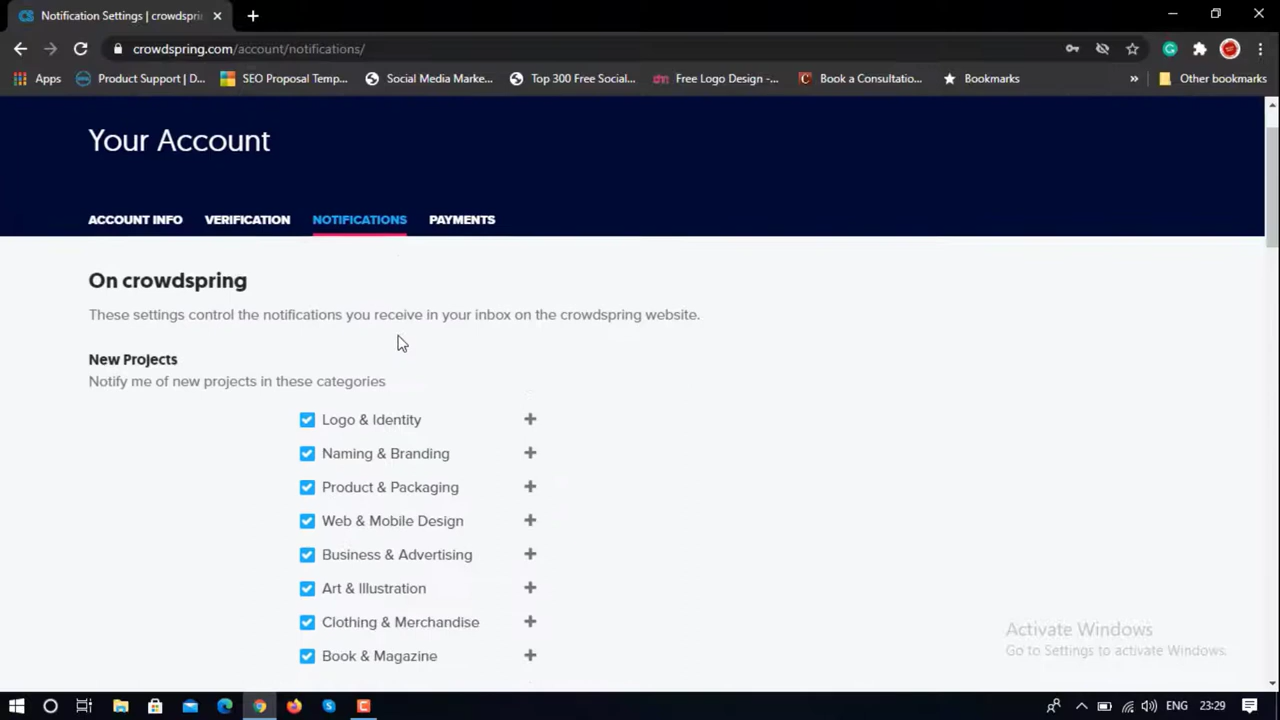 Notification Settings | crowdsprin
crowdspring.com/account/notifications/
Apps
Product Support | D...
SEO Proposal Temp...
Social Media Marke...
Top 300 Free Social...
Free Logo Design -...
Book a Consultatio...
Bookmarks
»
Other bookmarks
Your Account
ACCOUNT INFO VERIFICATION NOTIFICATIONS PAYMENTS
On crowdspring
These settings control the notifications you receive in your inbox on the crowdspring website.
New Projects
Notify me of new projects in these categories
Logo & Identity
Naming & Branding
Product & Packaging
Web & Mobile Design
Business & Advertising
Art & Illustration
Clothing & Merchandise
Book & Magazine
Activate Windows
Go to Settings to activate Windows.
ENG 23:29